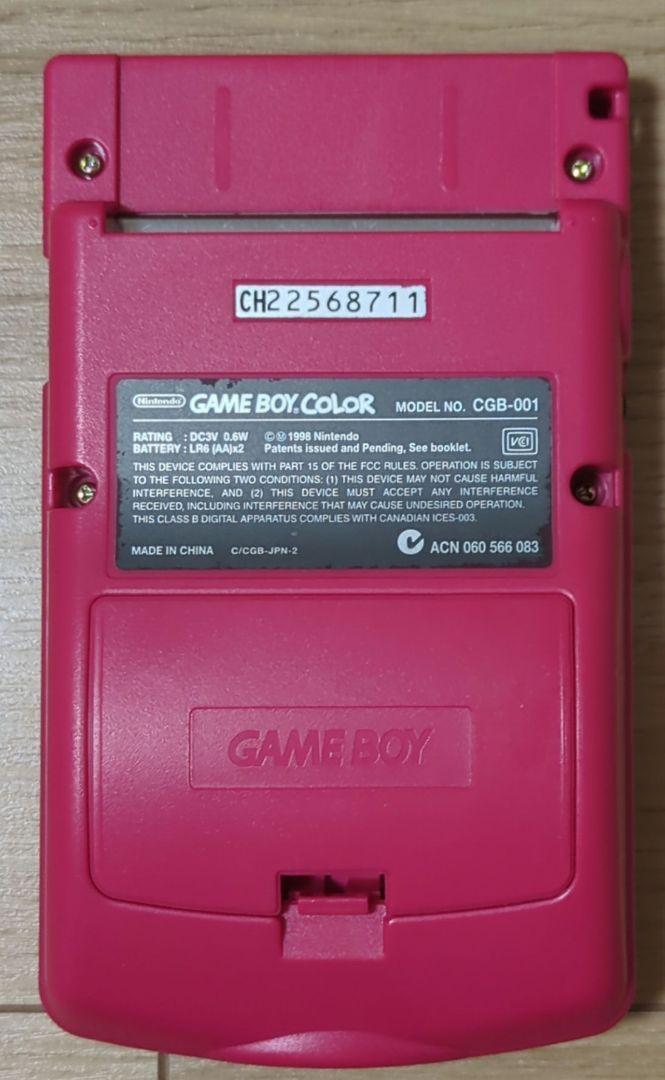 CH22568711
Nintendo GAME BOY COLOR MODEL NO. CGB-001
RATING : DC3V 0.6W ©Ⓜ1998 Nintendo
BATTERY : LR6 (AA)x2 Patents issued and Pending, See booklet.
VCI
THIS DEVICE COMPLIES WITH PART 15 OF THE FCC RULES. OPERATION IS SUBJECT
TO THE FOLLOWING TWO CONDITIONS: (1) THIS DEVICE MAY NOT CAUSE HARMFUL
INTERFERENCE, AND (2) THIS DEVICE MUST ACCEPT ANY INTERFERENCE
RECEIVED, INCLUDING INTERFERENCE THAT MAY CAUSE UNDESIRED OPERATION.
THIS CLASS B DIGITAL APPARATUS COMPLIES WITH CANADIAN ICES-003.
MADE IN CHINA C/CGB-JPN-2 ACN 060 566 083
GAME BOY